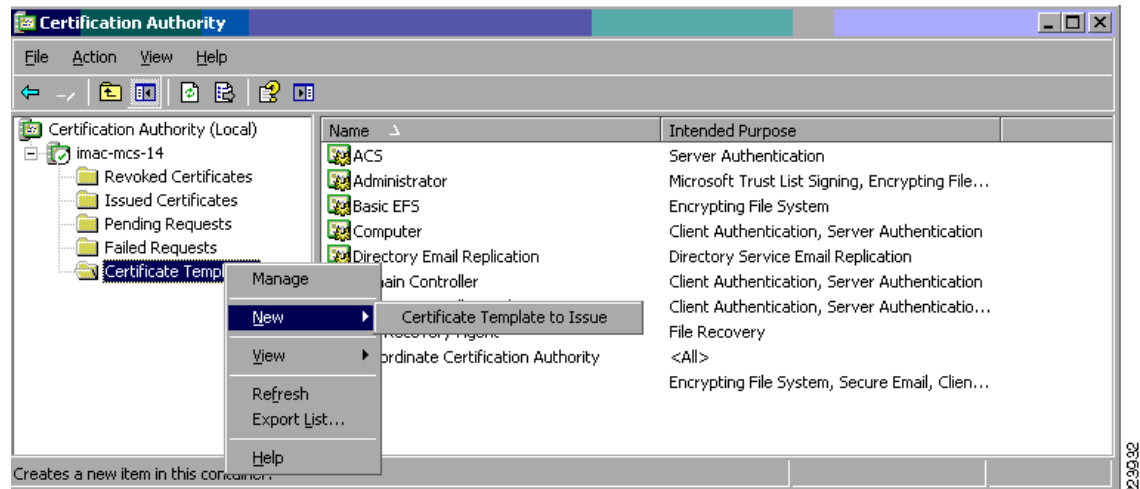 Certification Authority
File Action View Help
Certification Authority (Local)
imac-mcs-14
Revoked Certificates
Issued Certificates
Pending Requests
Failed Requests
Certificate Templ
Manage
New
View
Refresh
Export List...
Help
Certificate Template to Issue
Name Intended Purpose
ACS Server Authentication
Administrator Microsoft Trust List Signing, Encrypting File...
Basic EFS Encrypting File System
Computer Client Authentication, Server Authentication
Directory Email Replication Directory Service Email Replication
ain Controller Client Authentication, Server Authentication
Client Authentication, Server Authenticatio...
File Recovery
ordinate Certification Authority <All>
Encrypting File System, Secure Email, Clien...
Creates a new item in this
23932